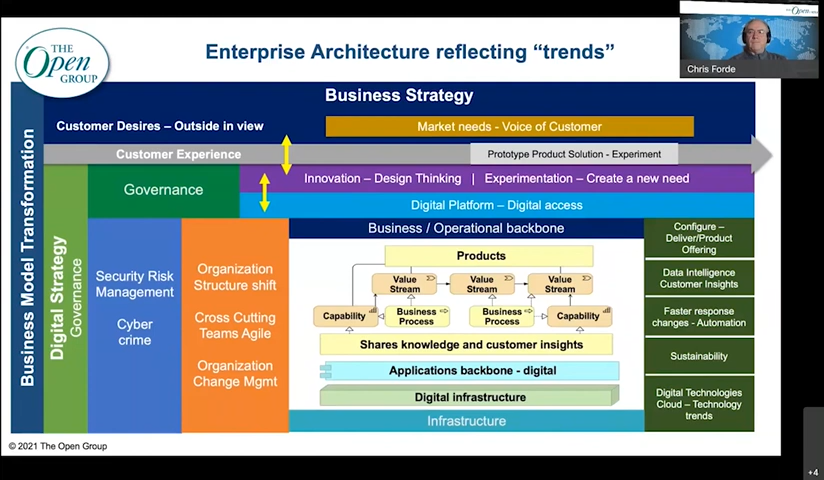 THE
Open
GROUP
Enterprise Architecture reflecting “trends”
Open
Chris Forde
Business Strategy
Customer Desires – Outside in view
Market needs - Voice of Customer
Customer Experience
Prototype Product Solution - Experiment
Business Model Transformation
Digital Strategy
Governance
Governance
Innovation – Design Thinking | Experimentation – Create a new need
Digital Platform – Digital access
Security Risk
Management
Cyber
crime
Organization
Structure shift
Cross Cutting
Teams Agile
Organization
Change Mgmt
Business / Operational backbone
Products
Value
Stream
Value
Stream
Value
Stream
Capability
Business
Process
Business
Process
Capability
Shares knowledge and customer insights
Applications backbone - digital
Digital infrastructure
Infrastructure
Configure –
Deliver/Product
Offering
Data Intelligence
Customer Insights
Faster response
changes - Automation
Sustainability
Digital Technologies
Cloud – Technology
trends
© 2021 The Open Group
+4